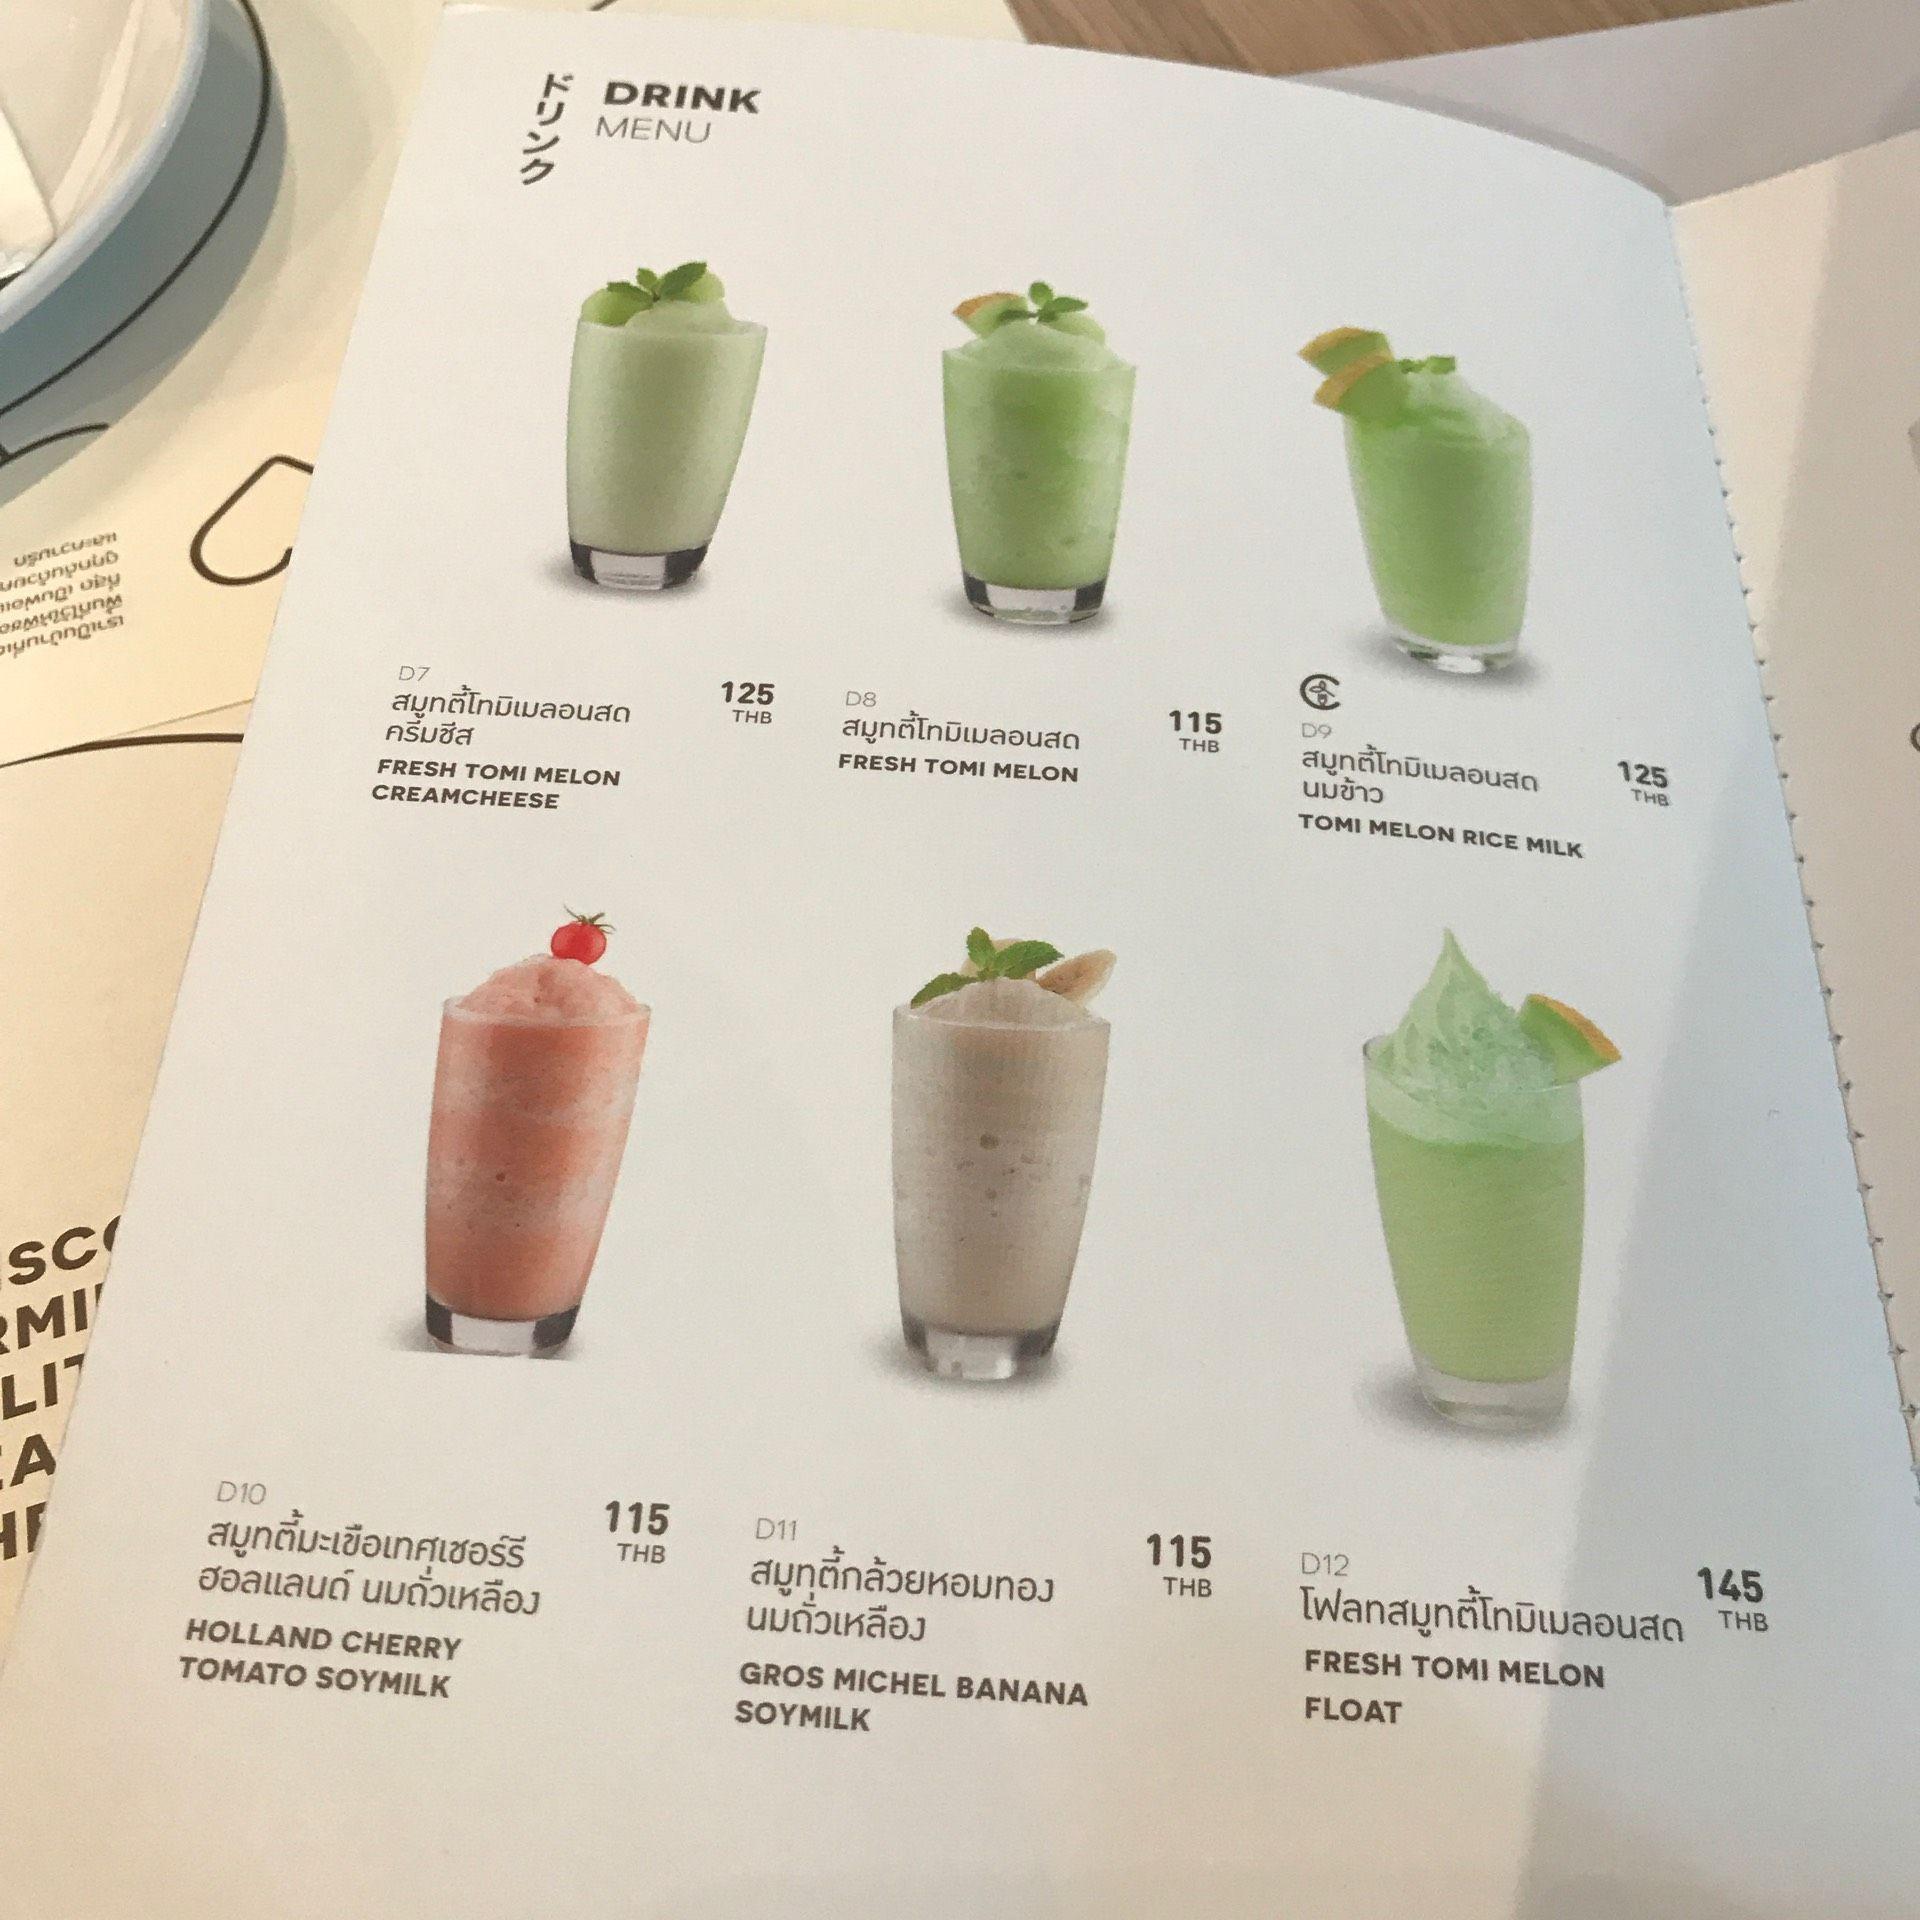 ドリンク
DRINK
MENU
D7
สมูทตี้โทมิเมลอนสด
ครีมชีส
FRESH TOMI MELON
CREAMCHEESE
125
THB
D8
สมูทตี้โทมิเมลอนสด
FRESH TOMI MELON
115
THB
D9
สมูทตี้โทมิเมลอนสด
นมข้าว
TOMI MELON RICE MILK
125
THB
D10
สมูทตี้มะเขือเทศเชอร์รี
ฮอลแลนด์ นมถั่วเหลือง
HOLLAND CHERRY
TOMATO SOYMILK
115
THB
D11
สมูทตี้กล้วยหอมทอง
นมถั่วเหลือง
GROS MICHEL BANANA
SOYMILK
115
THB
D12
โฟลทสมูทตี้โทมิเมลอนสด
FRESH TOMI MELON
FLOAT
145
THB